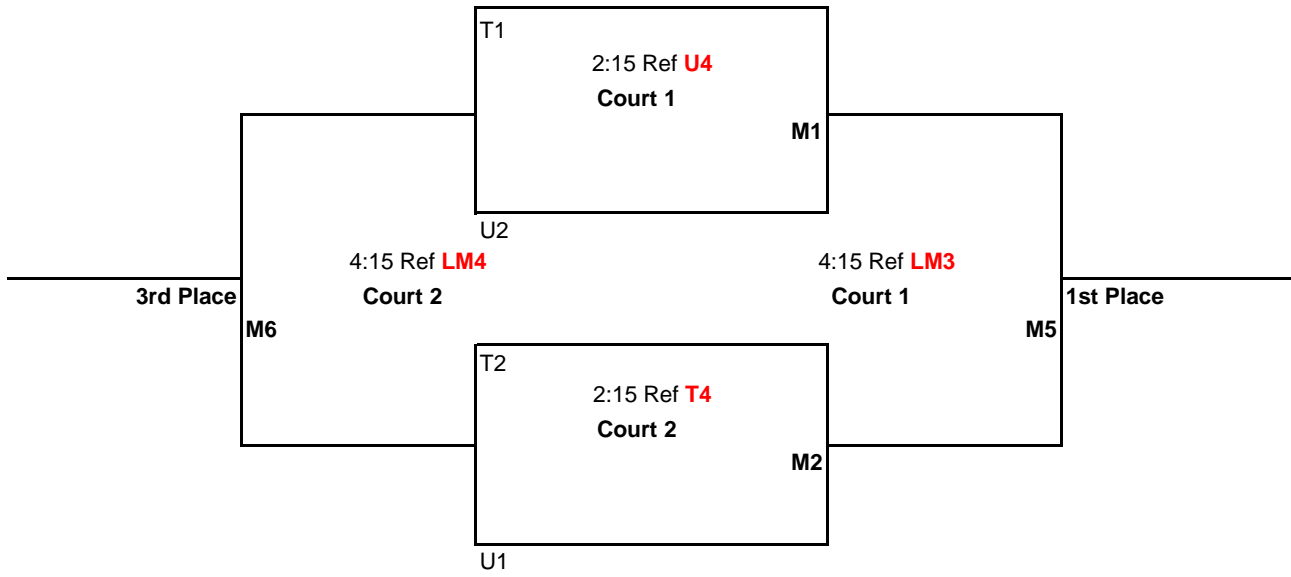 T1
2:15 Ref U4
Court 1
M1
U2
4:15 Ref LM4
4:15 Ref LM3
3rd Place
Court 2
Court 1
1st Place
M6
M5
T2
2:15 Ref T4
Court 2
M2
U1